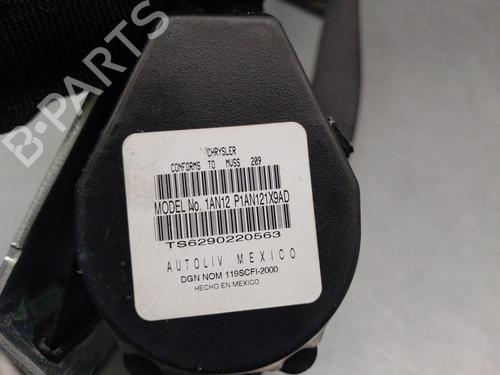 B-PARTS
CHRYSLER
CONFORMS TO MVSS 209
MODEL No. 1AN12 P1AN121X9AD
TS6290220563
AUTOLIV MEXICO
DGN NOM 119SCFI-2000
HECHO EN MEXICO